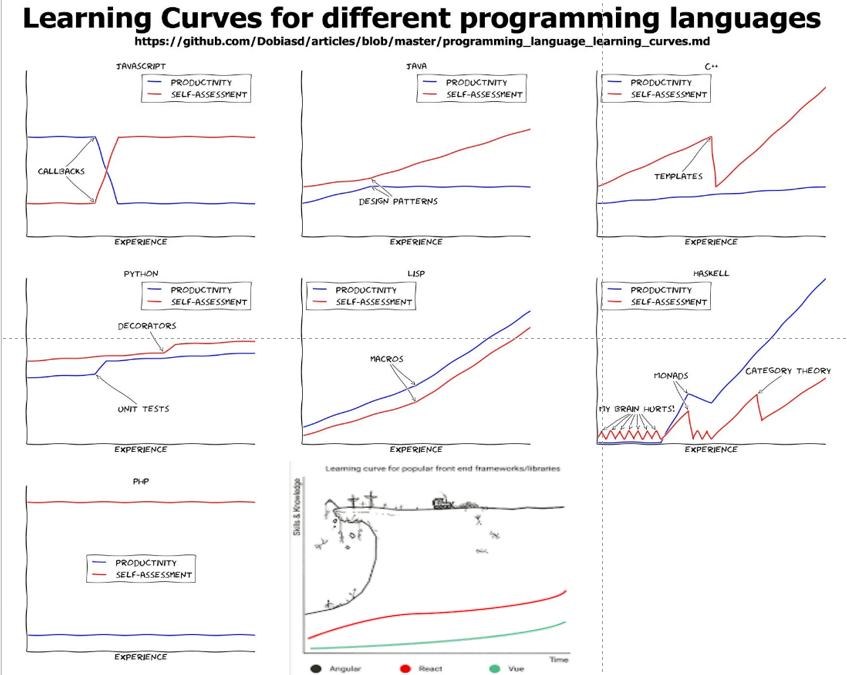 Learning Curves for different programming languages
https://github.com/Dobiasd/articles/blob/master/programming_language_learning_curves.md
JAVASCRIPT
PRODUCTIVITY
SELF-ASSESSMENT
CALLBACKS
EXPERIENCE
JAVA
PRODUCTIVITY
SELF-ASSESSMENT
DESIGN PATTERNS
EXPERIENCE
C++
PRODUCTIVITY
SELF-ASSESSMENT
TEMPLATES
EXPERIENCE
PYTHON
PRODUCTIVITY
SELF-ASSESSMENT
DECORATORS
UNIT TESTS
EXPERIENCE
LISP
PRODUCTIVITY
SELF-ASSESSMENT
MACROS
EXPERIENCE
HASKELL
PRODUCTIVITY
SELF-ASSESSMENT
MONADS
CATEGORY THEORY
MY BRAIN HURTS!
EXPERIENCE
PHP
PRODUCTIVITY
SELF-ASSESSMENT
EXPERIENCE
Learning curve for popular front end frameworks/libraries
Skills & Knowledge
Time
Angular
React
Vue